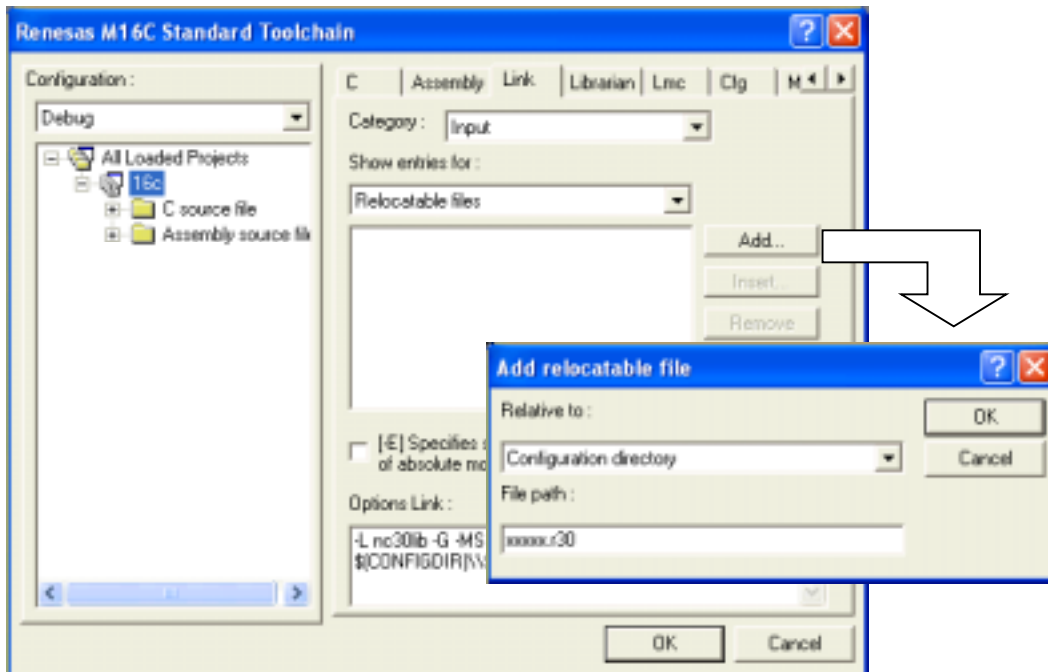 Renesas M16C Standard Toolchain
Configuration :
Debug
All Loaded Projects
16c
C source file
Assembly source fil
C Assembly Link Librarian Lmc Cfg M
Category : Input
Show entries for :
Relocatable files
Add...
Insert...
Remove
[-E] Specifies s
of absolute mo
Options Link :
-L nc30lib -G -MS
$(CONFIGDIR)\\
OK Cancel
Add relocatable file
Relative to :
Configuration directory
File path :
xxxxx.r30
OK
Cancel